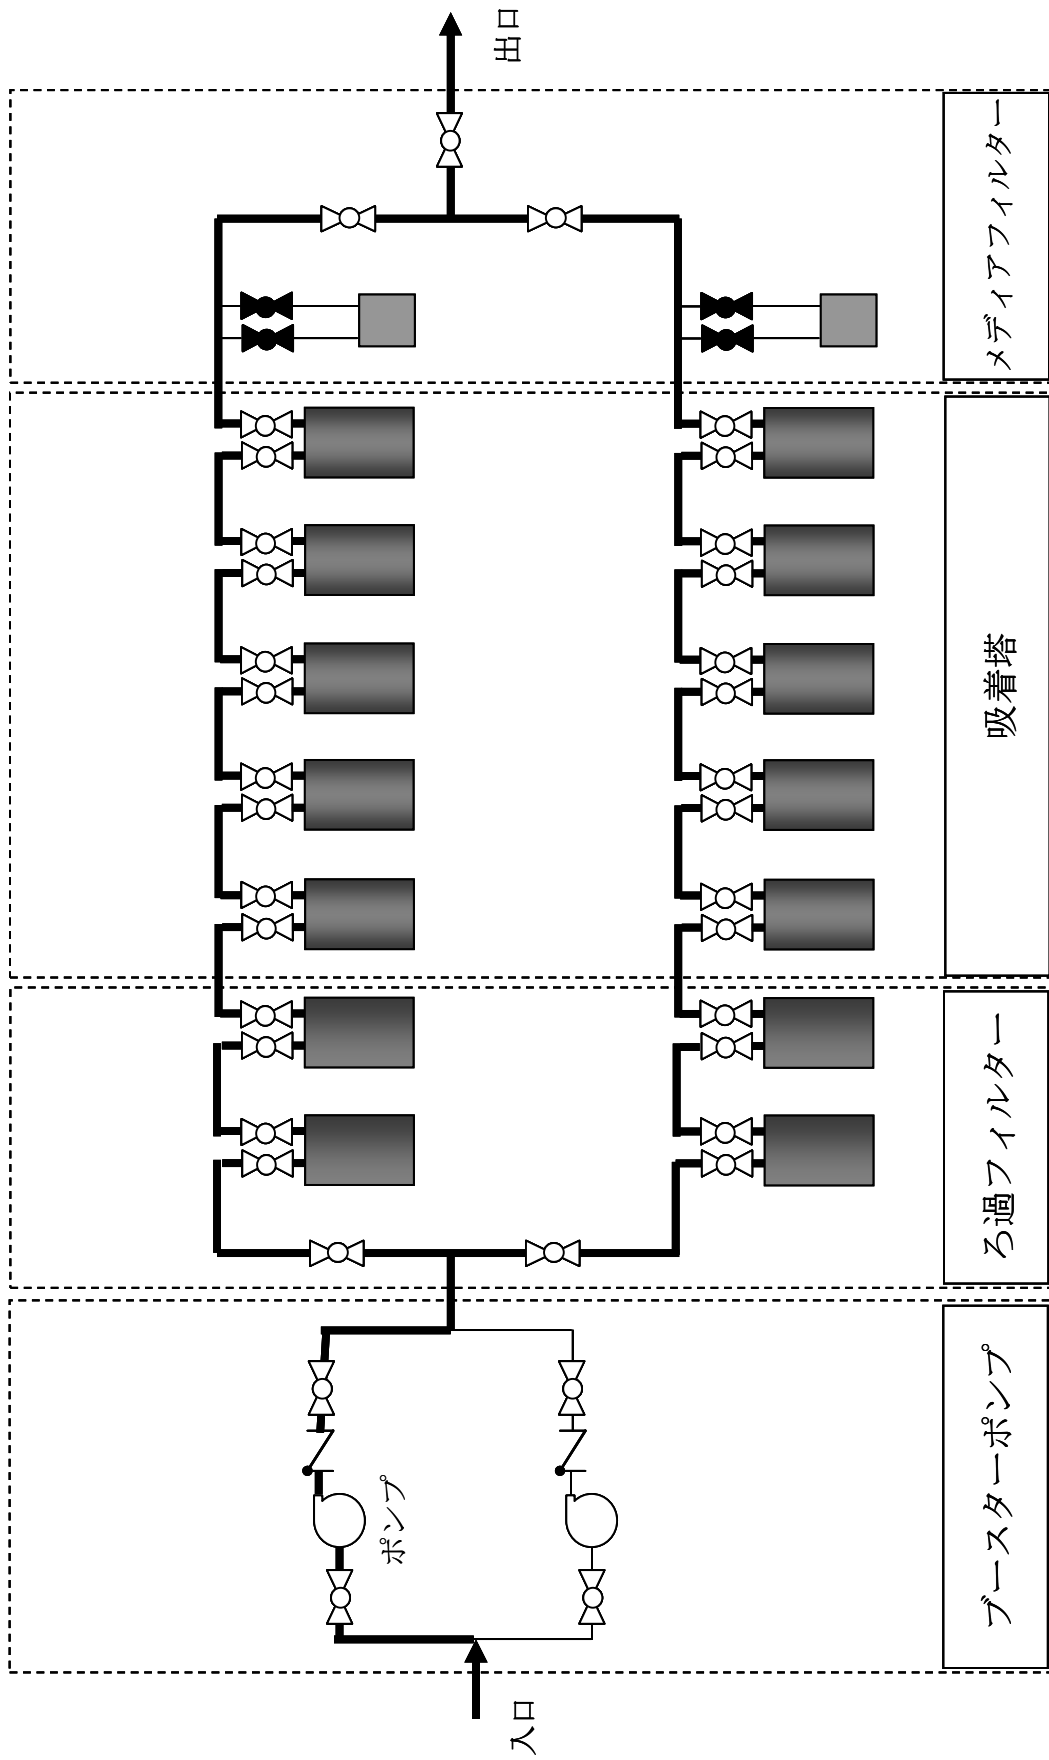 入口
ポンプ
出口
ブースターポンプ
ろ過フィルター
吸着塔
メディアフィルター